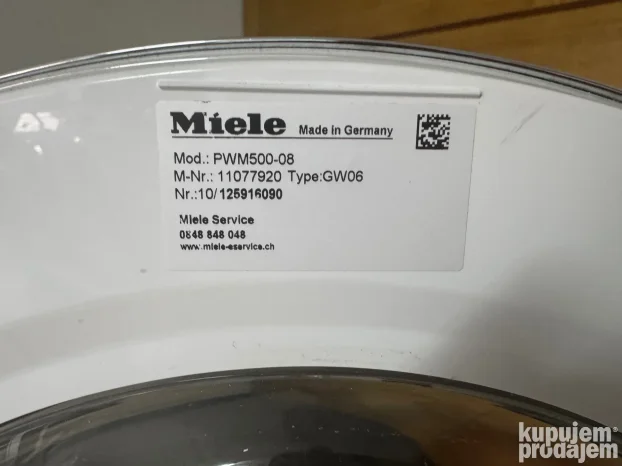 Miele Made in Germany
Mod.: PWM500-08
M-Nr.: 11077920 Type:GW06
Nr.:10/125916090
Miele Service
0848 848 048
www.miele-eservice.ch
kupujem
prodajem